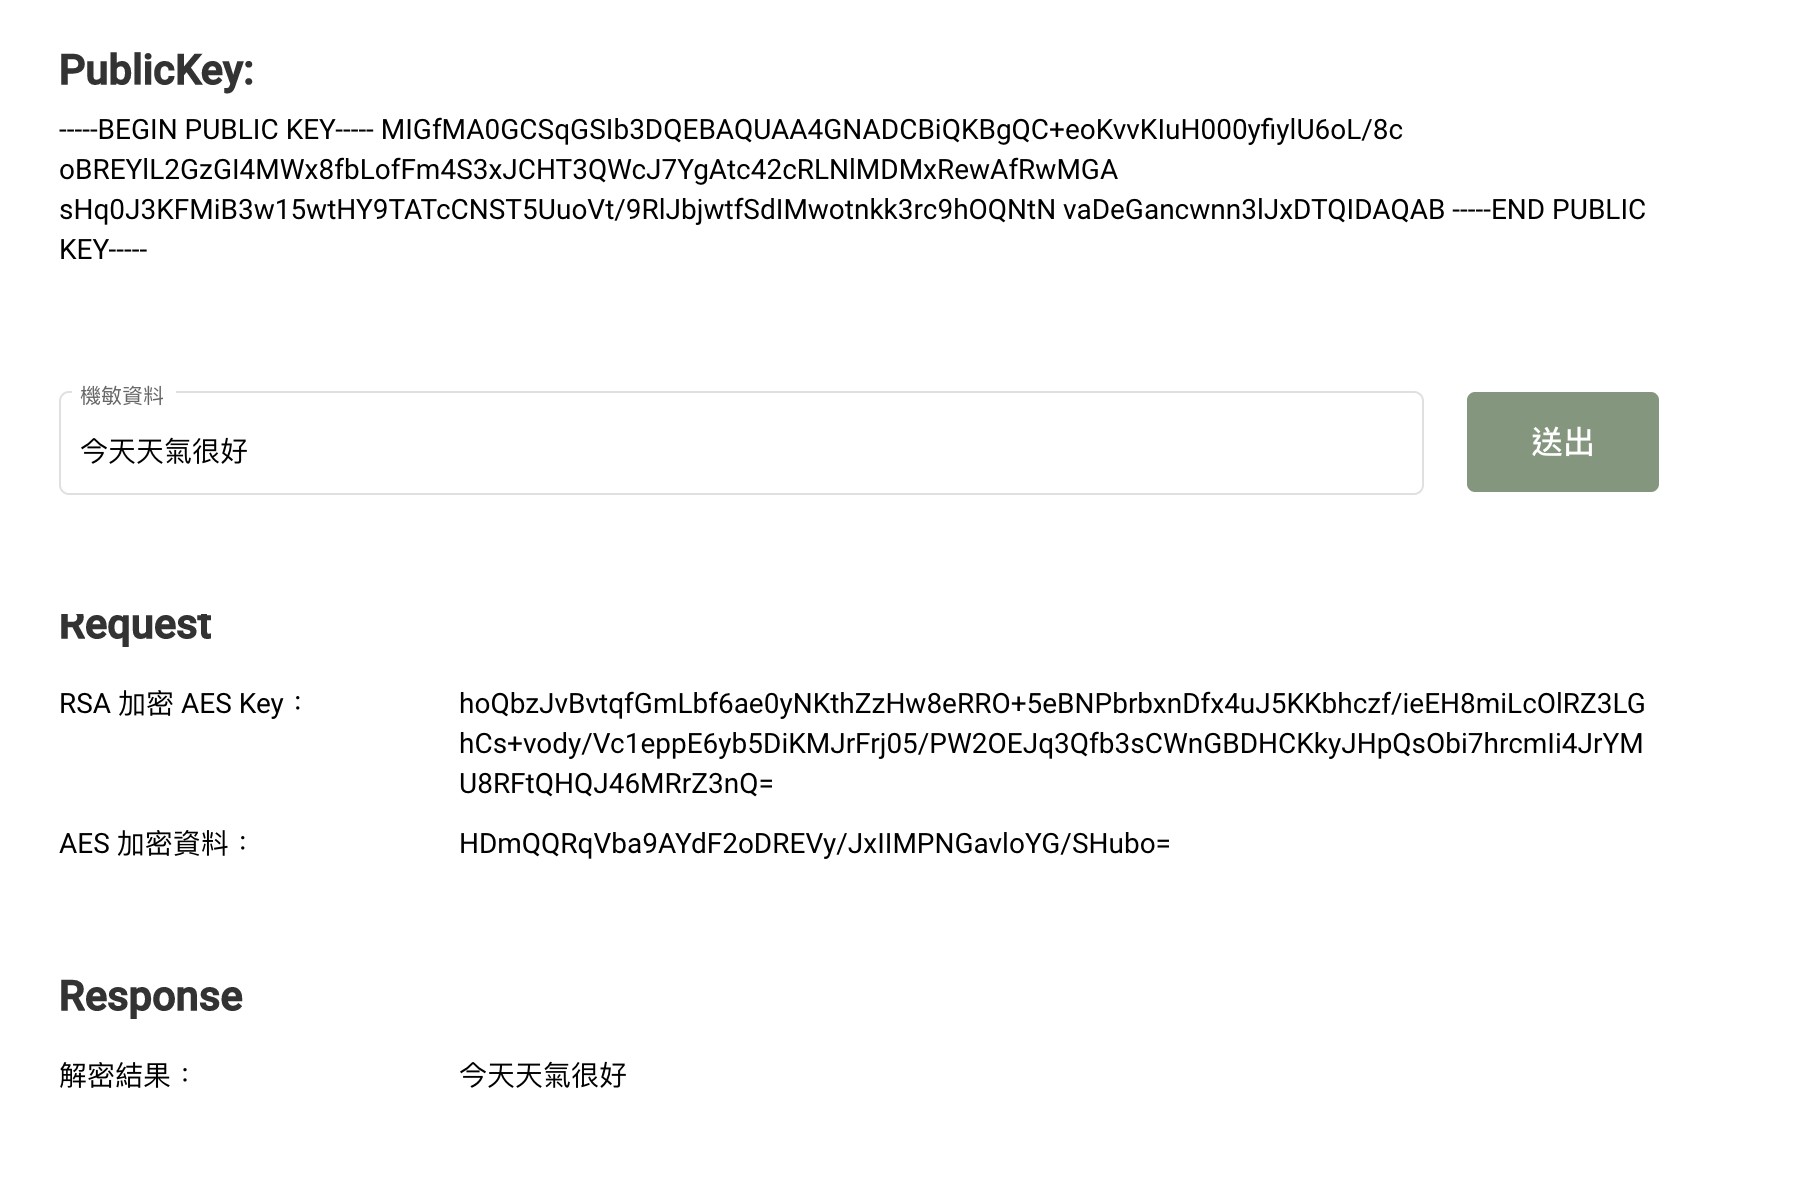 PublicKey:
-----BEGIN PUBLIC KEY----- MIGfMA0GCSqGSIb3DQEBAQUAA4GNADCBiQKBgQC+eoKvvKIuH000yfiylU6oL/8c
oBREYlL2GzGI4MWx8fbLofFm4S3xJCHT3QWcJ7YgAtc42cRLNlMDMxRewAfRwMGA
sHq0J3KFMiB3w15wtHY9TATcCNST5UuoVt/9RlJbjwtfSdIMwotnkk3rc9hOQNtN vaDeGancwnn3lJxDTQIDAQAB -----END PUBLIC
KEY-----
機敏資料
今天天氣很好
送出
Request
RSA 加密 AES Key： hoQbzJvBvtqfGmLbf6ae0yNKthZzHw8eRRO+5eBNPbrbxnDfx4uJ5KKbhczf/ieEH8miLcOlRZ3LG
hCs+vody/Vc1eppE6yb5DiKMJrFrj05/PW2OEJq3Qfb3sCWnGBDHCKkyJHpQsObi7hrcmIi4JrYM
U8RFtQHQJ46MRrZ3nQ=
AES 加密資料： HDmQQRqVba9AYdF2oDREVy/JxIIMPNGavloYG/SHubo=
Response
解密結果： 今天天氣很好